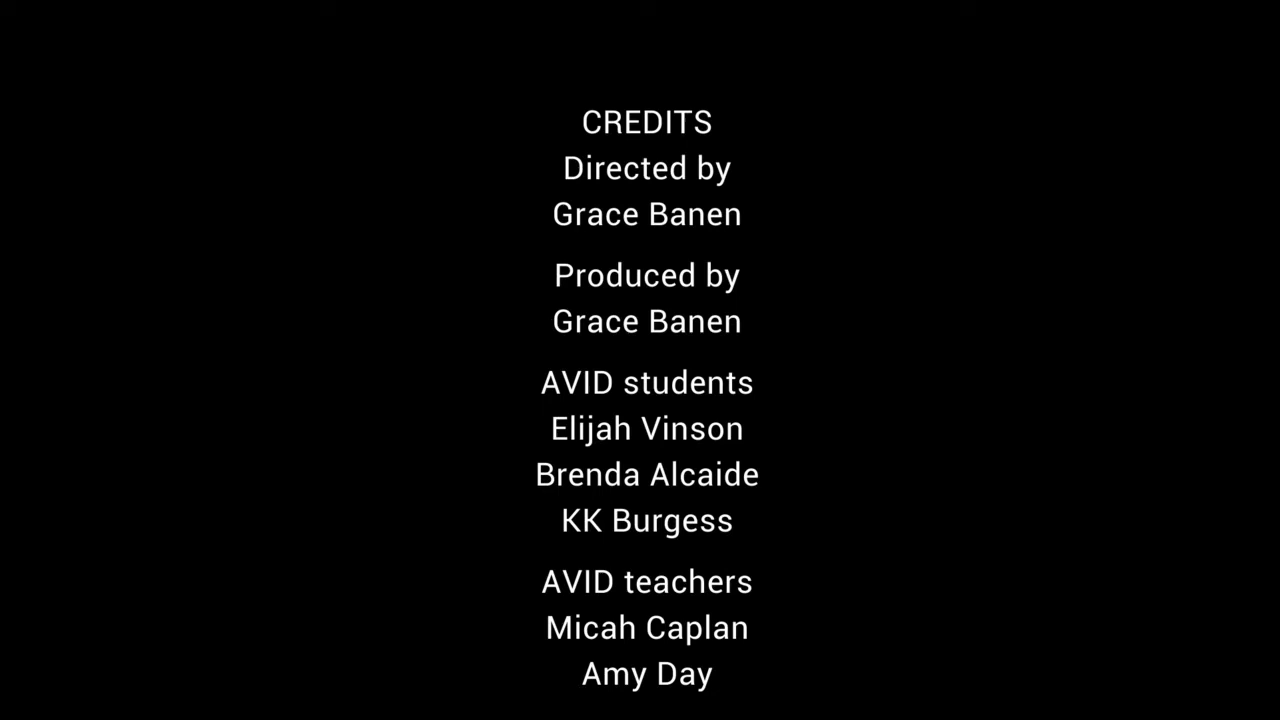 CREDITS
Directed by
Grace Banen
Produced by
Grace Banen
AVID students
Elijah Vinson
Brenda Alcaide
KK Burgess
AVID teachers
Micah Caplan
Amy Day